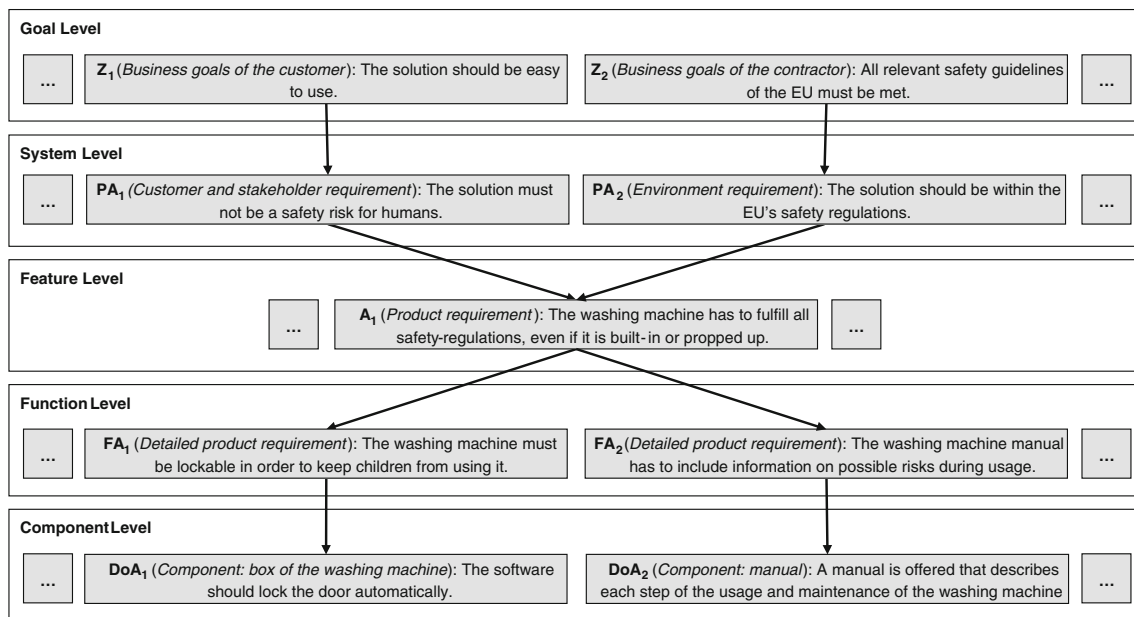 Goal Level
...
Z1 (Business goals of the customer): The solution should be easy
to use.
Z2 (Business goals of the contractor): All relevant safety guidelines
of the EU must be met.
...
System Level
...
PA1 (Customer and stakeholder requirement): The solution must
not be a safety risk for humans.
PA2 (Environment requirement): The solution should be within the
EU's safety regulations.
...
Feature Level
...
A1 (Product requirement): The washing machine has to fulfill all
safety-regulations, even if it is built-in or propped up.
...
Function Level
...
FA1 (Detailed product requirement): The washing machine must
be lockable in order to keep children from using it.
FA2 (Detailed product requirement): The washing machine manual
has to include information on possible risks during usage.
...
Component Level
...
DoA1 (Component: box of the washing machine): The software
should lock the door automatically.
DoA2 (Component: manual): A manual is offered that describes
each step of the usage and maintenance of the washing machine
...